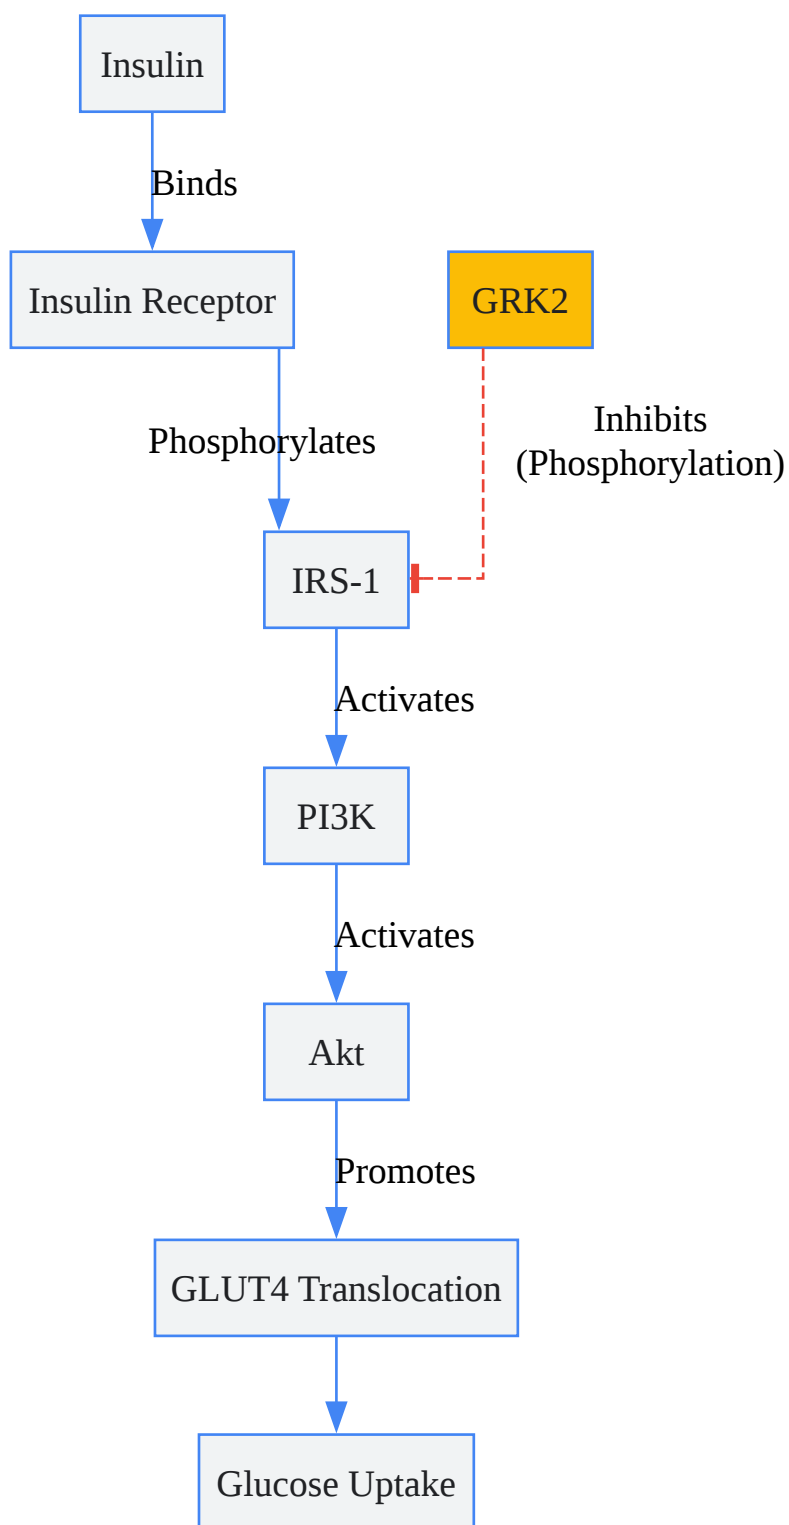 Insulin
Binds
Insulin Receptor
GRK2
Phosphorylates
Inhibits
(Phosphorylation)
IRS-1
Activates
PI3K
Activates
Akt
Promotes
GLUT4 Translocation
Glucose Uptake